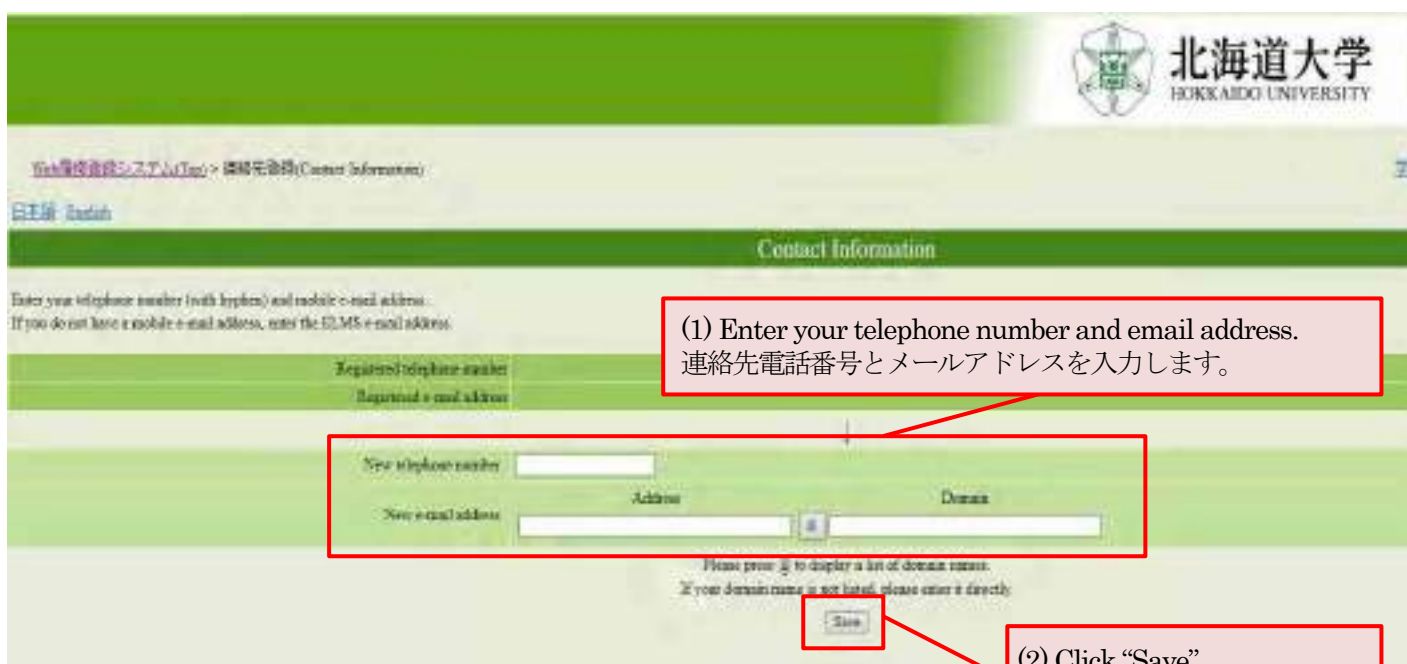 北海道大学
HOKKAIDO UNIVERSITY
Web履修登録システム(Top) > 連絡先登録(Contact Information)
日本語 English
Contact Information
Enter your telephone number (with hyphen) and mobile e-mail address.
If you do not have a mobile e-mail address, enter the ELMS e-mail address.
(1) Enter your telephone number and email address.
連絡先電話番号とメールアドレスを入力します。
Registered telephone number
Registered e-mail address
↓
New telephone number
Address Domain
New e-mail address
Please press to display a list of domain names.
If your domain name is not listed, please enter it directly.
Save
(2) Click “Save”